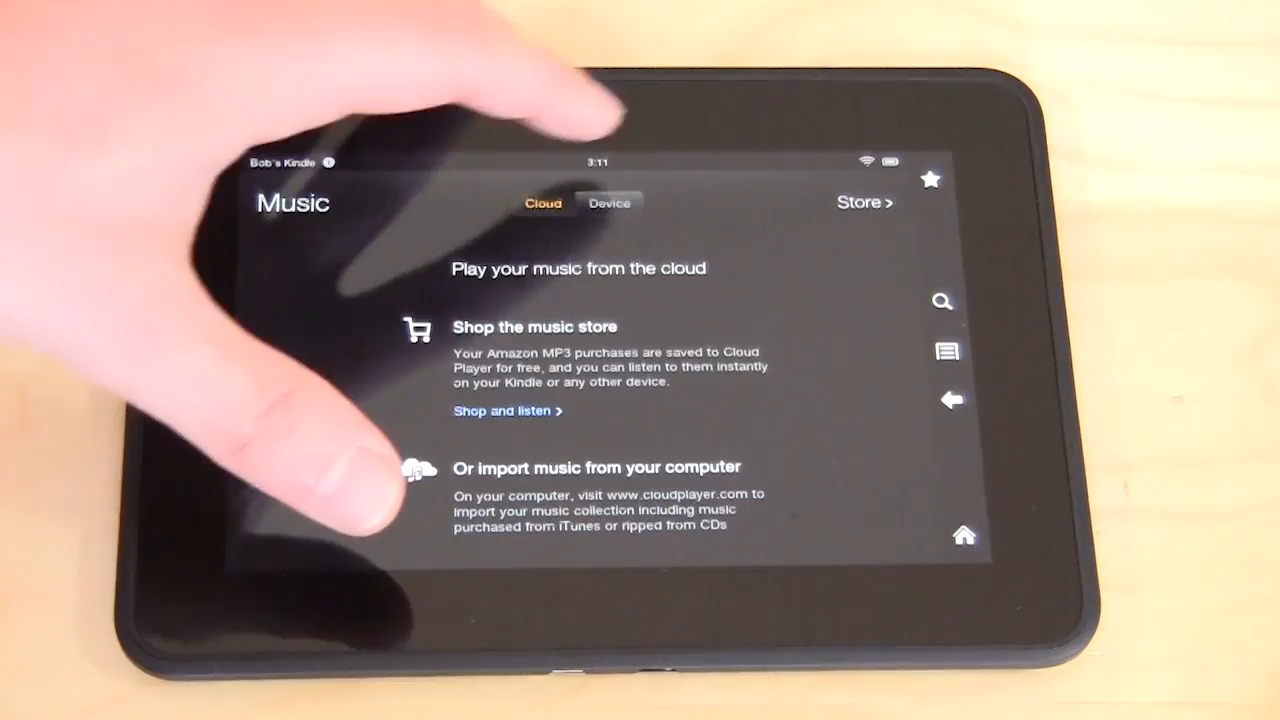 Bob's Kindle 1 3:11
Music Cloud Device Store >
Play your music from the cloud
Shop the music store
Your Amazon MP3 purchases are saved to Cloud
Player for free, and you can listen to them instantly
on your Kindle or any other device.
Shop and listen >
Or import music from your computer
On your computer, visit www.cloudplayer.com to
import your music collection including music
purchased from iTunes or ripped from CDs